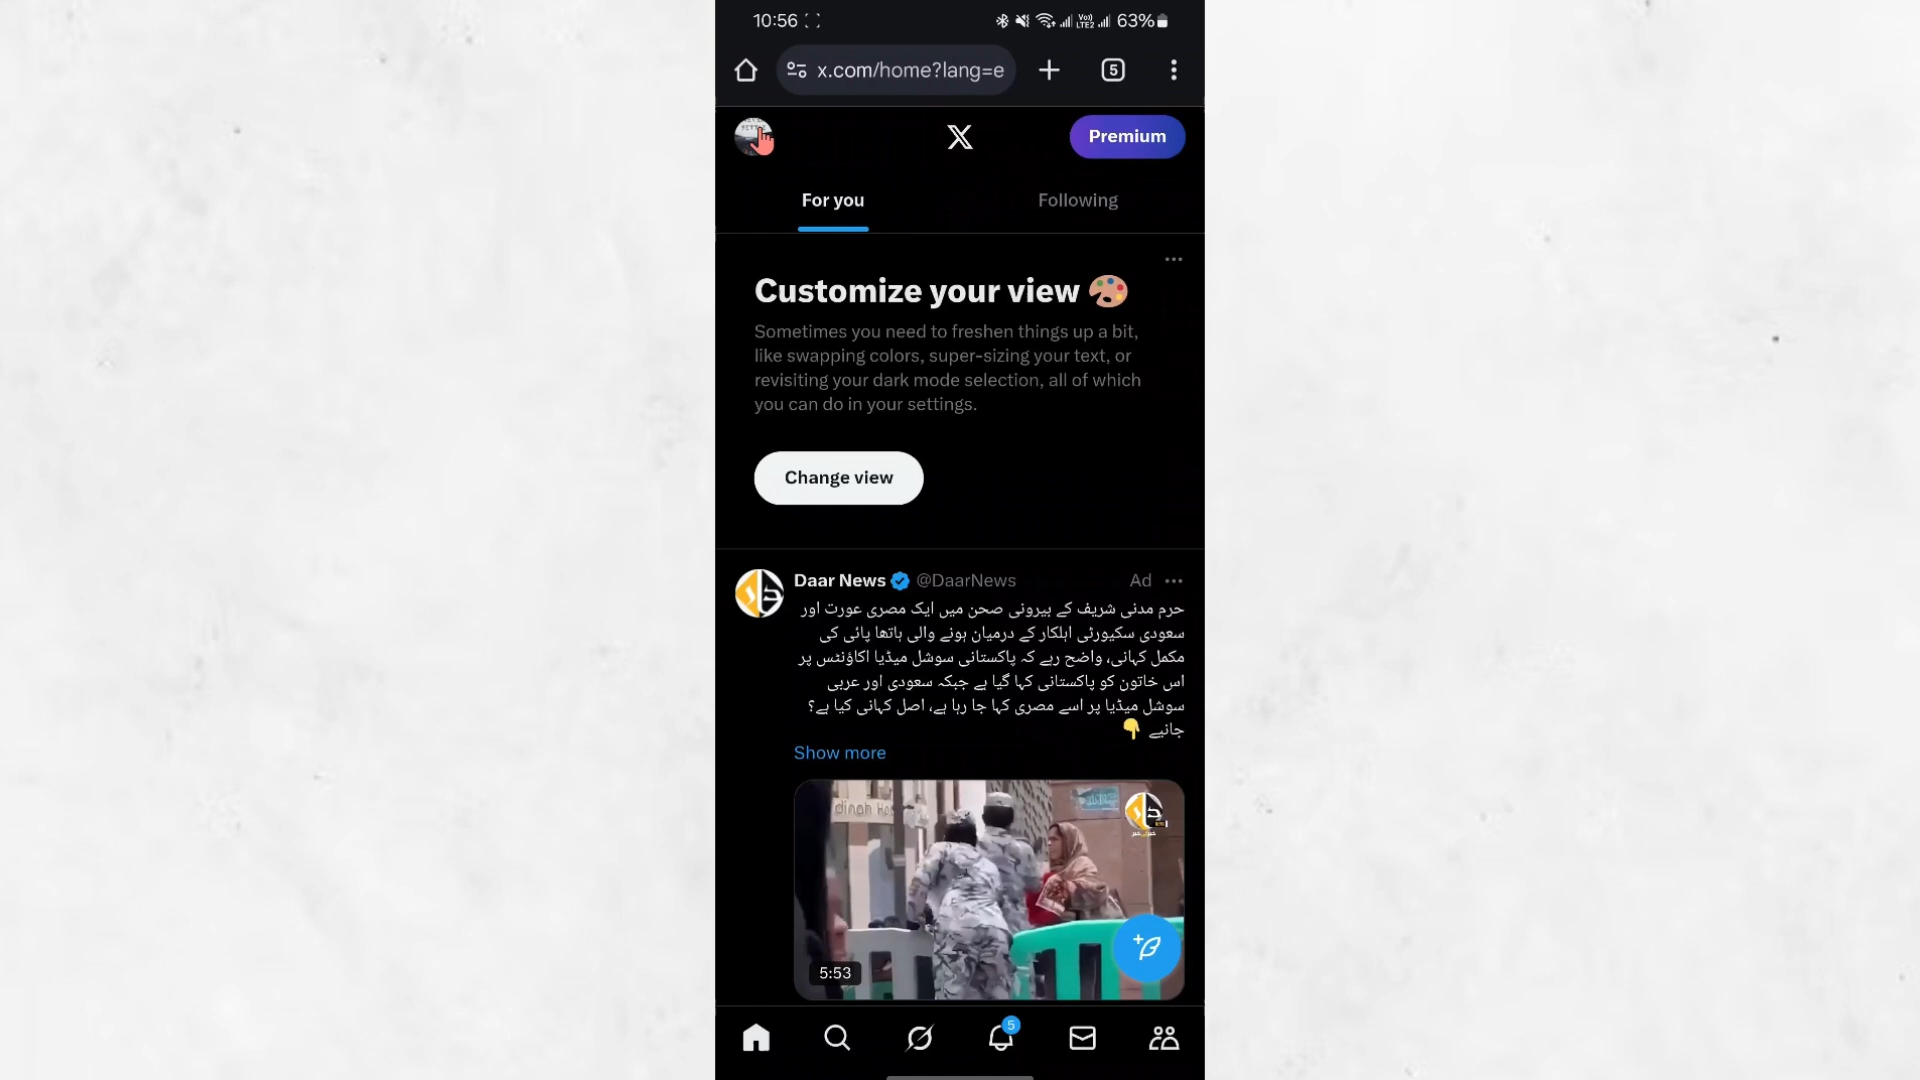 10:56
Vo)
LTE2
63%
x.com/home?lang=e
5
Premium
For you
Following
Customize your view
Sometimes you need to freshen things up a bit,
like swapping colors, super-sizing your text, or
revisiting your dark mode selection, all of which
you can do in your settings.
Change view
Daar News @DaarNews Ad
حرم مدنی شریف کے بیرونی صحن میں ایک مصری عورت اور
سعودی سکیورٹی اہلکار کے درمیان ہونے والی ہاتھا پائی کی
مکمل کہانی، واضح رہے کہ پاکستانی سوشل میڈیا اکاؤنٹس پر
اس خاتون کو پاکستانی کہا گیا ہے جبکہ سعودی اور عربی
سوشل میڈیا پر اسے مصری کہا جا رہا ہے، اصل کہانی کیا ہے؟
جانیے 👇
Show more
5:53
5